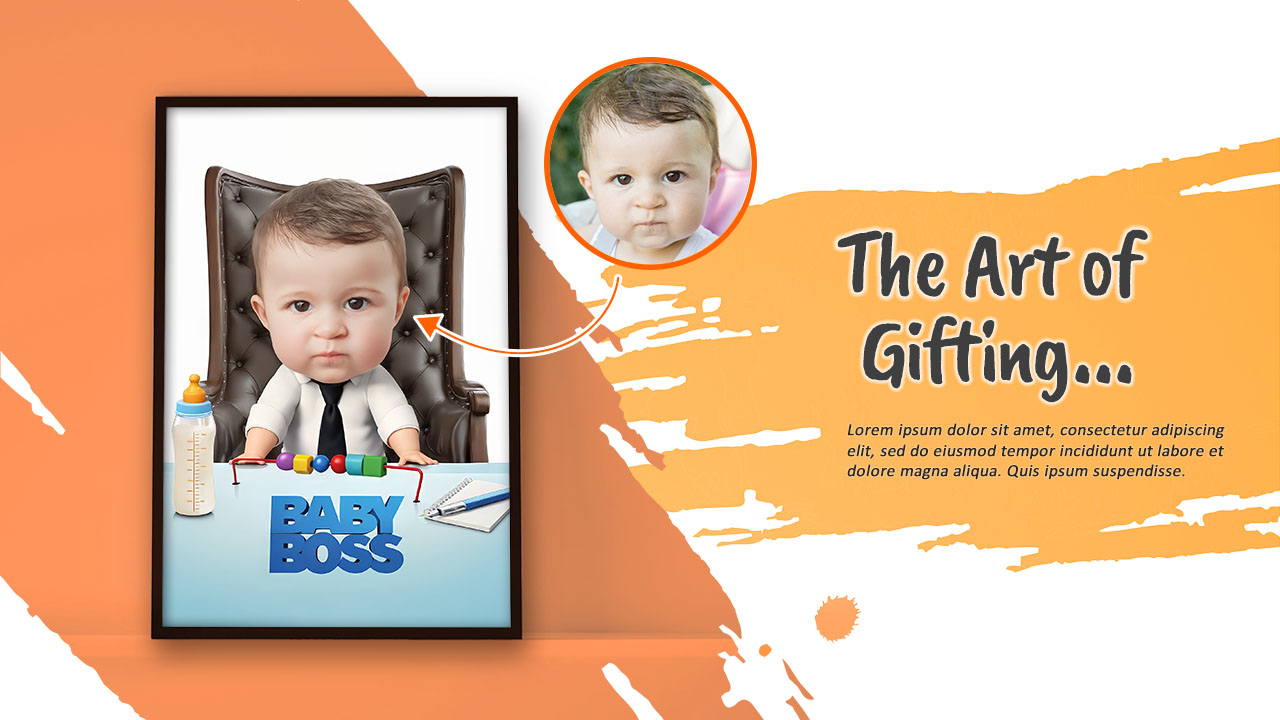 BABY
BOSS
The Art of
Gifting...
Lorem ipsum dolor sit amet, consectetur adipiscing
elit, sed do eiusmod tempor incididunt ut labore et
dolore magna aliqua. Quis ipsum suspendisse.